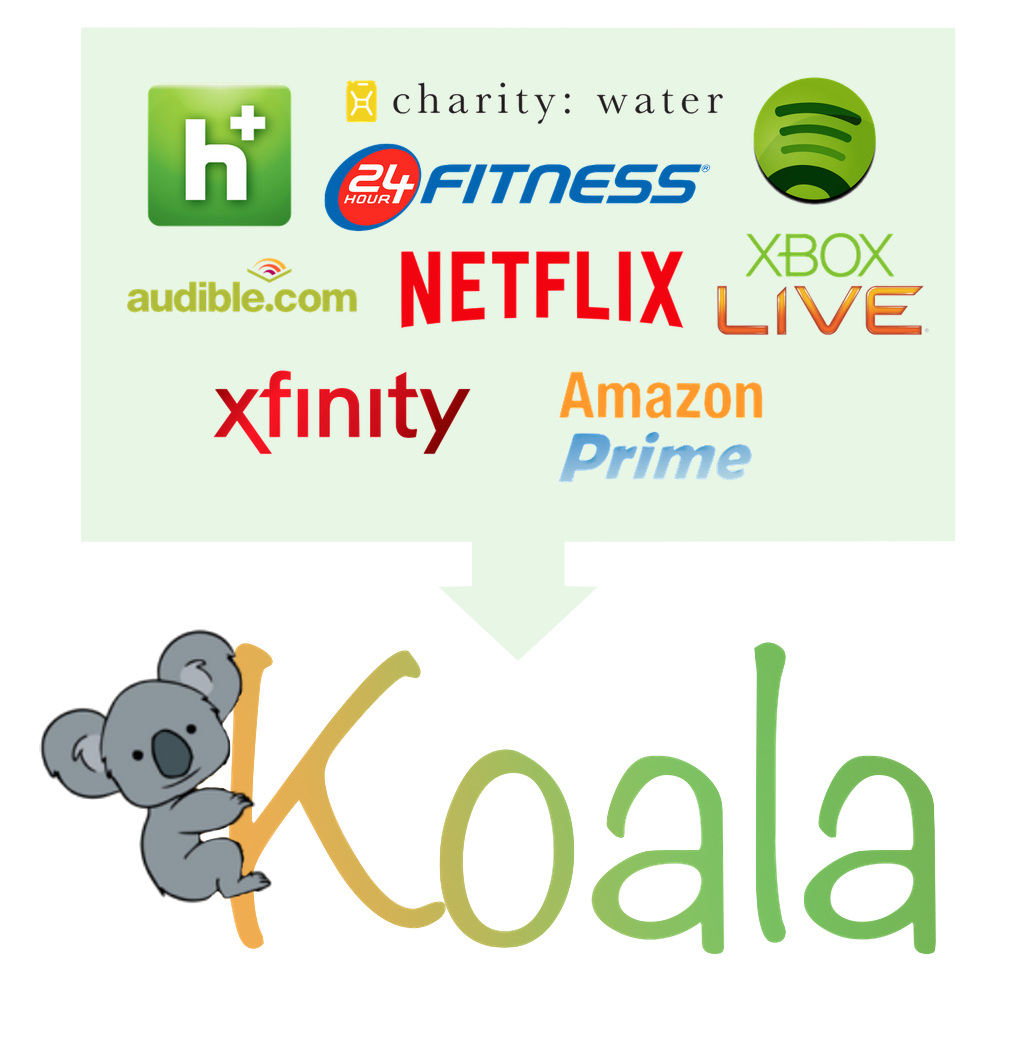 h+
charity: water
24 HOUR FITNESS®
audible.com
NETFLIX
XBOX
LIVE
xfinity
Amazon
Prime
Koala